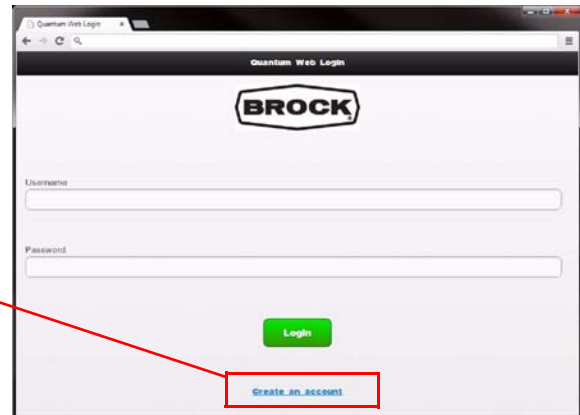 Quantum Web Login
Quantum Web Login
BROCK
Username
Password
Login
Create an account